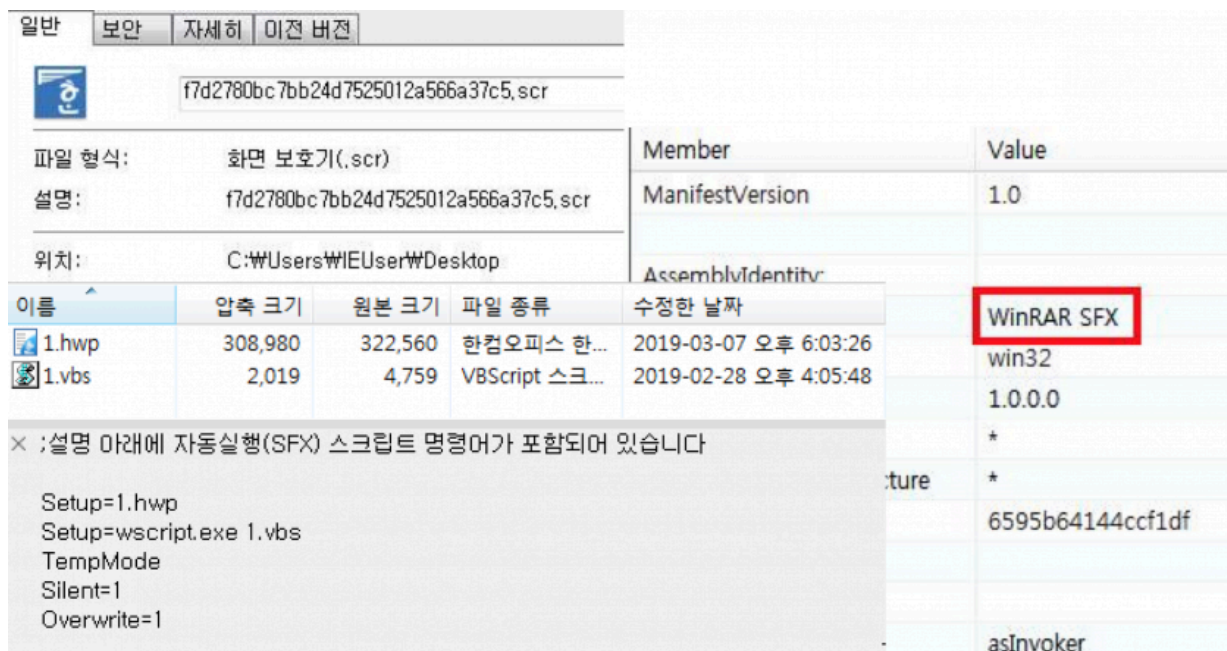 일반 보안 자세히 이전 버전
한
f7d2780bc7bb24d7525012a566a37c5.scr
파일 형식: 화면 보호기(.scr)
설명: f7d2780bc7bb24d7525012a566a37c5.scr
위치: C:₩Users₩IEUser₩Desktop
이름 압축 크기 원본 크기 파일 종류 수정한 날짜
1.hwp 308,980 322,560 한컴오피스 한... 2019-03-07 오후 6:03:26
1.vbs 2,019 4,759 VBScript 스크... 2019-02-28 오후 4:05:48
;설명 아래에 자동실행(SFX) 스크립트 명령어가 포함되어 있습니다
Setup=1.hwp
Setup=wscript.exe 1.vbs
TempMode
Silent=1
Overwrite=1
Member Value
ManifestVersion 1.0
AssemblyIdentity:
WinRAR SFX
win32
1.0.0.0
*
:ture *
6595b64144ccf1df
asInvoker